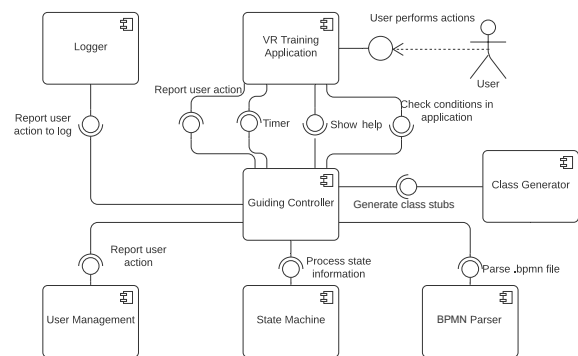 User performs actions
Logger
VR Training
Application
User
Report user action
Check conditions in
application
Report user
action to log
Timer
Show help
Guiding Controller
Class Generator
Generate class stubs
Report user
action
Process state
information
Parse .bpmn file
User Management
State Machine
BPMN Parser